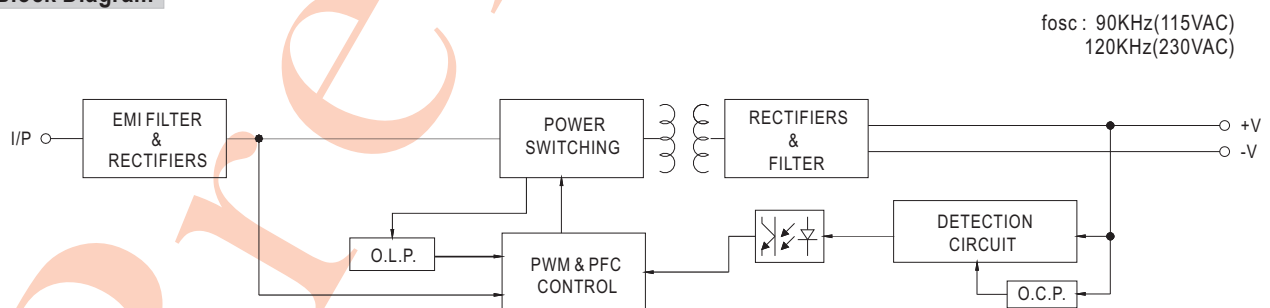 Block Diagram
fosc : 90KHz(115VAC)
120KHz(230VAC)
I/P
EMI FILTER
&
RECTIFIERS
POWER
SWITCHING
RECTIFIERS
&
FILTER
+V
-V
O.L.P.
PWM & PFC
CONTROL
DETECTION
CIRCUIT
O.C.P.